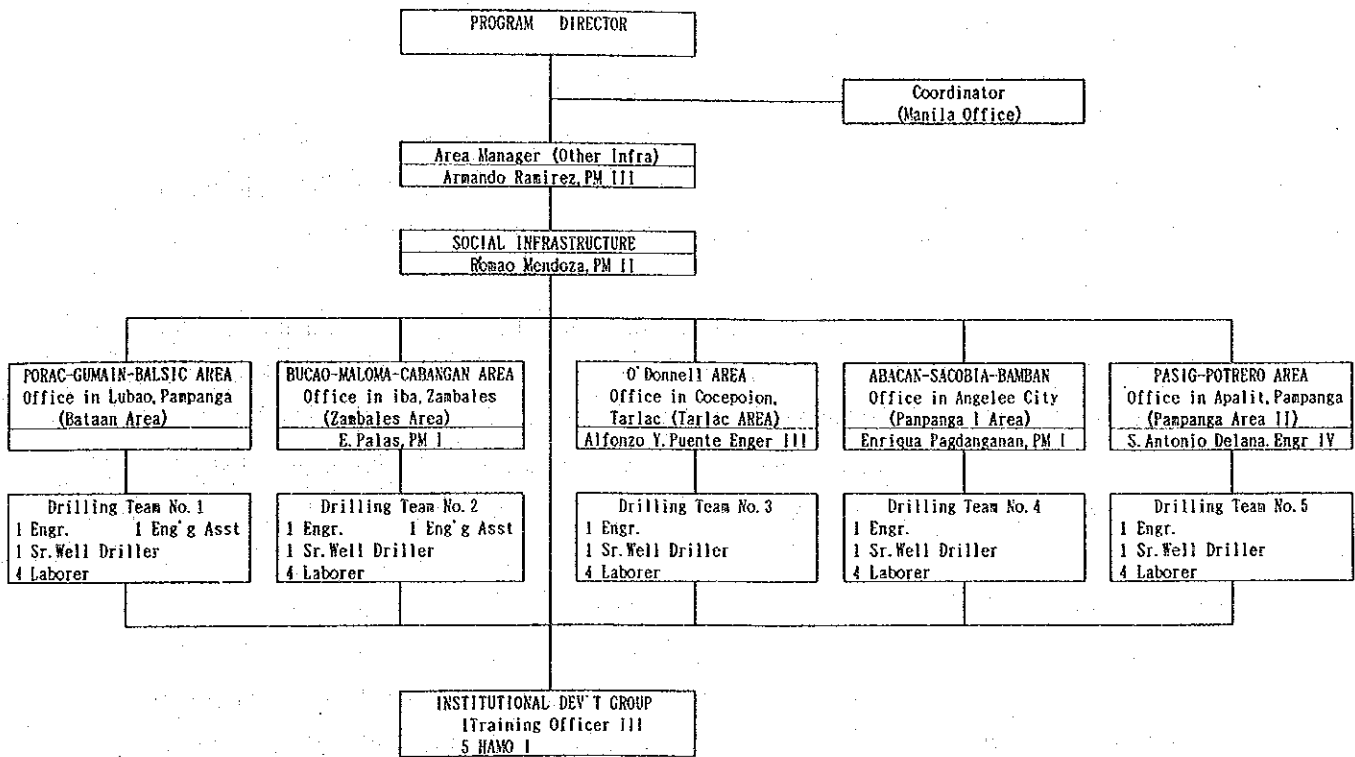 PROGRAM DIRECTOR
Coordinator
(Manila Office)
Area Manager (Other Infra)
Armando Ramirez, PM III
SOCIAL INFRASTRUCTURE
Romao Mendoza, PM II
PORAC-GUMAIN-BALSIC AREA
Office in Lubao, Pampanga
(Bataan Area)
BUCAO-MALOMA-CABANGAN AREA
Office in iba, Zambales
(Zambales Area)
E. Palas, PM I
O'Donnell AREA
Office in Cocepcion,
Tarlac (Tarlac AREA)
Alfonzo Y. Puente Enger III
ABACAN-SACOBIA-BAMBAN
Office in Angelee City
(Panpanga I Area)
Enriqua Pagdanganan, PM I
PASIG-POTRERO AREA
Office in Apalit, Pampanga
(Pampanga Area II)
S. Antonio Delana. Engr IV
Drilling Team No. 1
1 Engr. 1 Eng'g Asst
1 Sr. Well Driller
4 Laborer
Drilling Team No. 2
1 Engr. 1 Eng'g Asst
1 Sr. Well Driller
4 Laborer
Drilling Team No. 3
1 Engr.
1 Sr. Well Driller
4 Laborer
Drilling Team No. 4
1 Engr.
1 Sr. Well Driller
4 Laborer
Drilling Team No. 5
1 Engr.
1 Sr. Well Driller
4 Laborer
INSTITUTIONAL DEV'T GROUP
1Training Officer III
5 HAMO I